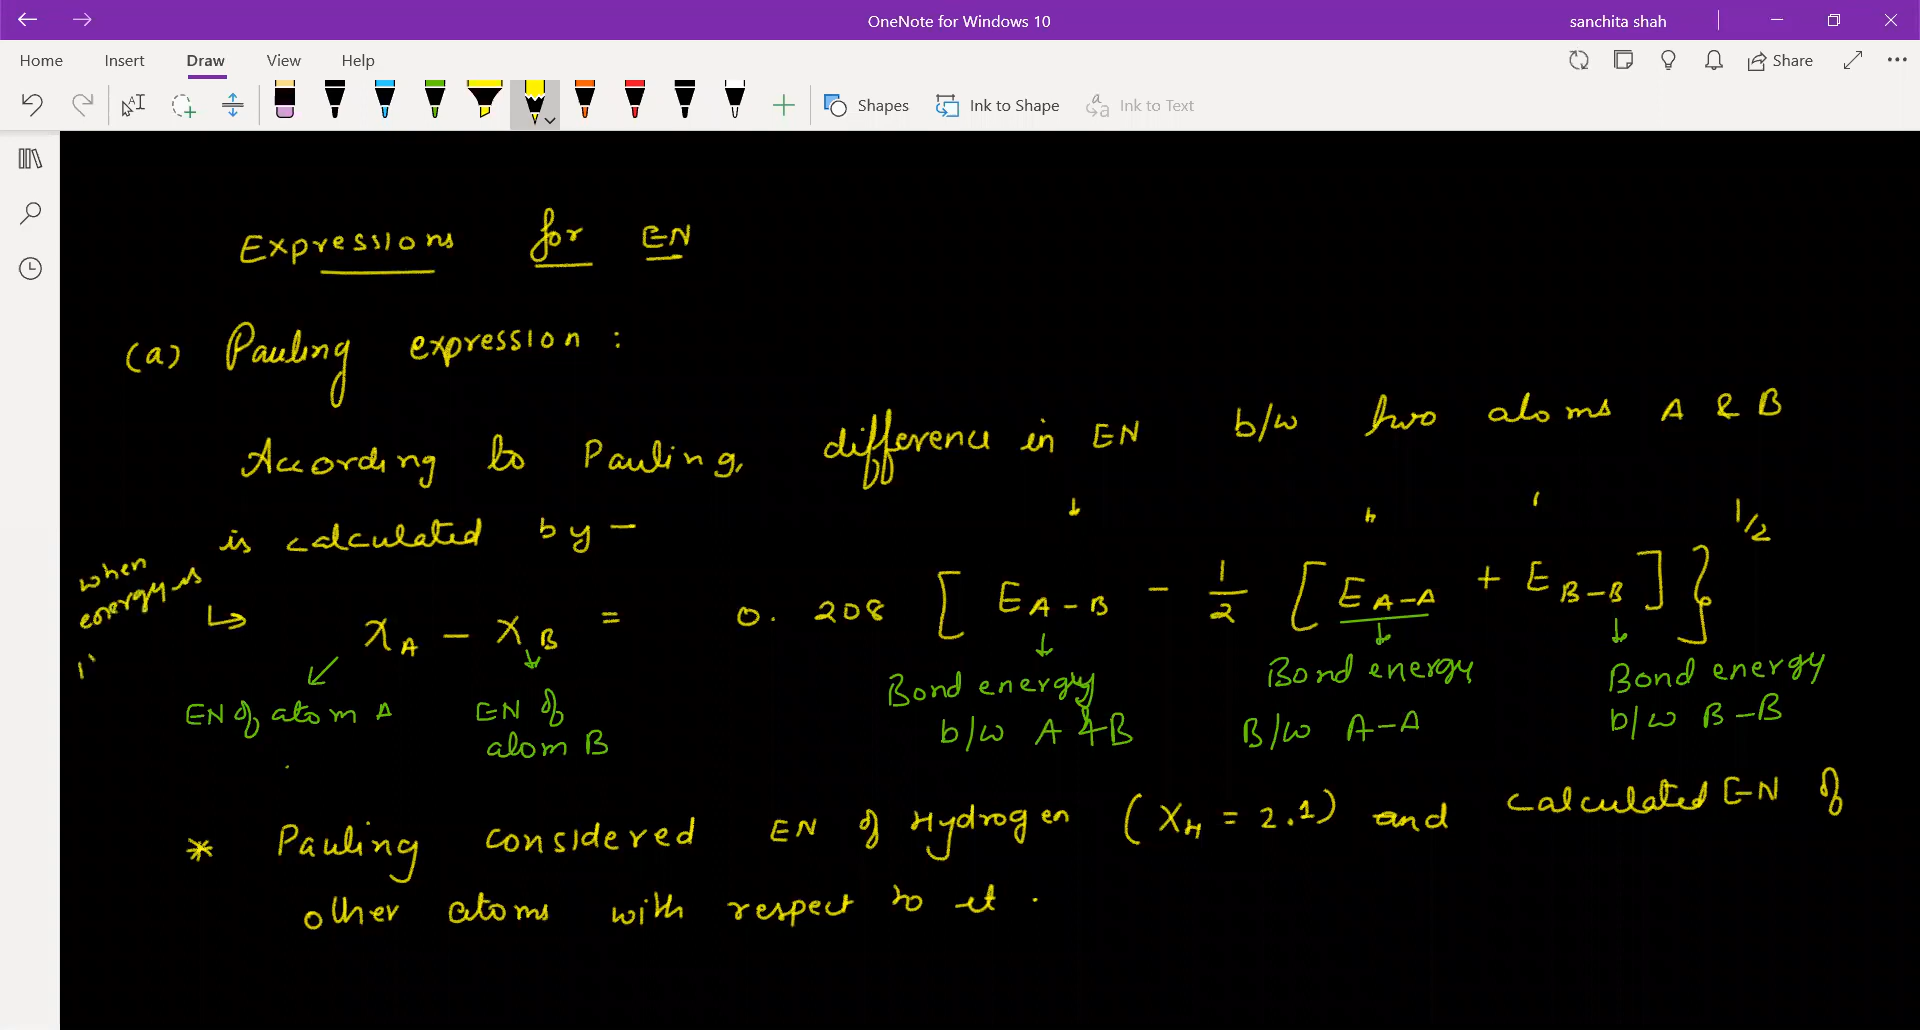 OneNote for Windows 10
sanchita shah
Home Insert Draw View Help
Share
Shapes Ink to Shape Ink to Text
Expressions for EN
(a) Pauling expression :
According to Pauling, difference in EN b/w two atoms A & B
is calculated by –
when
energy is
χA – χB = 0.208 [ EA–B – 1/2 [ EA–A + EB–B ] }1/2
EN of atom A
EN of
atom B
Bond energy
b/w A & B
Bond energy
B/w A–A
Bond energy
b/w B–B
* Pauling considered EN of Hydrogen (XH = 2.1) and calculated EN of
other atoms with respect to it .